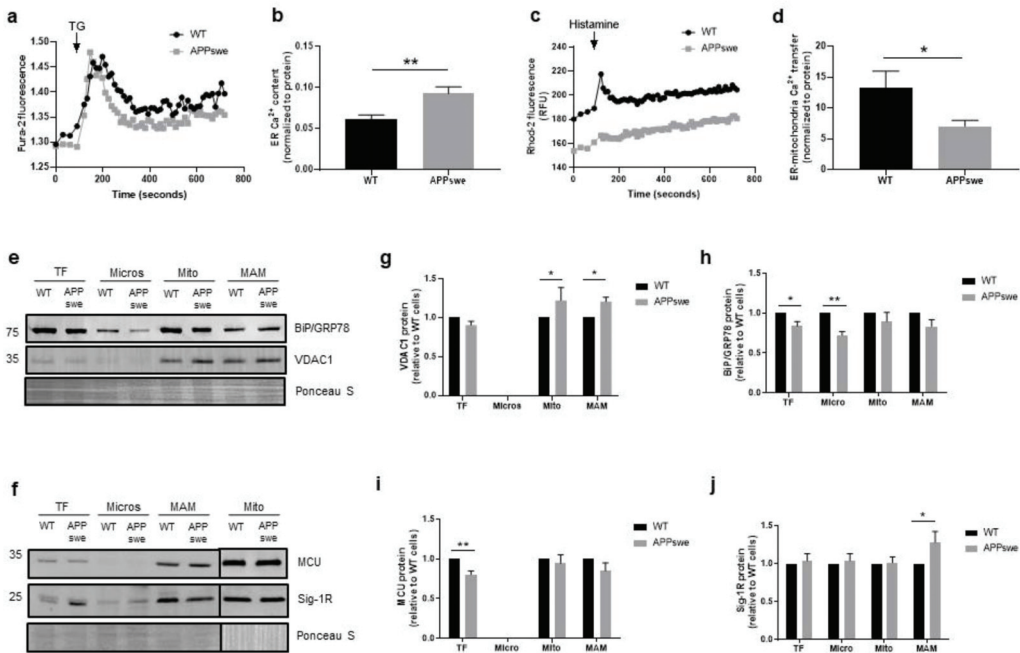 a
TG
WT
APPswe
Fura-2 fluorescence
1.50
1.45
1.40
1.35
1.30
1.25
0 200 400 600 800
Time (seconds)
b
ER Ca²⁺ content
(normalized to protein)
0.15
0.10
0.05
0.00
**
WT APPswe
c
Histamine
WT
APPswe
Rhod-2 fluorescence
(RFU)
240
220
200
180
160
140
0 200 400 600 800
Time (seconds)
d
ER-mitochondria Ca²⁺ transfer
(normalized to protein)
20
15
10
5
0
*
WT APPswe
e
TF Micros Mito MAM
WT APP swe WT APP swe WT APP swe WT APP swe
75
BiP/GRP78
35
VDAC1
Ponceau S
g
VDAC1 protein
(relative to WT cells)
1.5
1.0
0.5
0.0
* *
WT
APPswe
TF Micros Mito MAM
h
BiP/GRP78 protein
(relative to WT cells)
1.5
1.0
0.5
0.0
* **
WT
APPswe
TF Micro Mito MAM
f
TF Micros MAM Mito
WT APP swe WT APP swe WT APP swe WT APP swe
35
MCU
25
Sig-1R
Ponceau S
i
MCU protein
(relative to WT cells)
1.5
1.0
0.5
0.0
**
WT
APPswe
TF Micro Mito MAM
j
Sig-1R protein
(relative to WT cells)
1.5
1.0
0.5
0.0
*
WT
APPswe
TF Micro Mito MAM